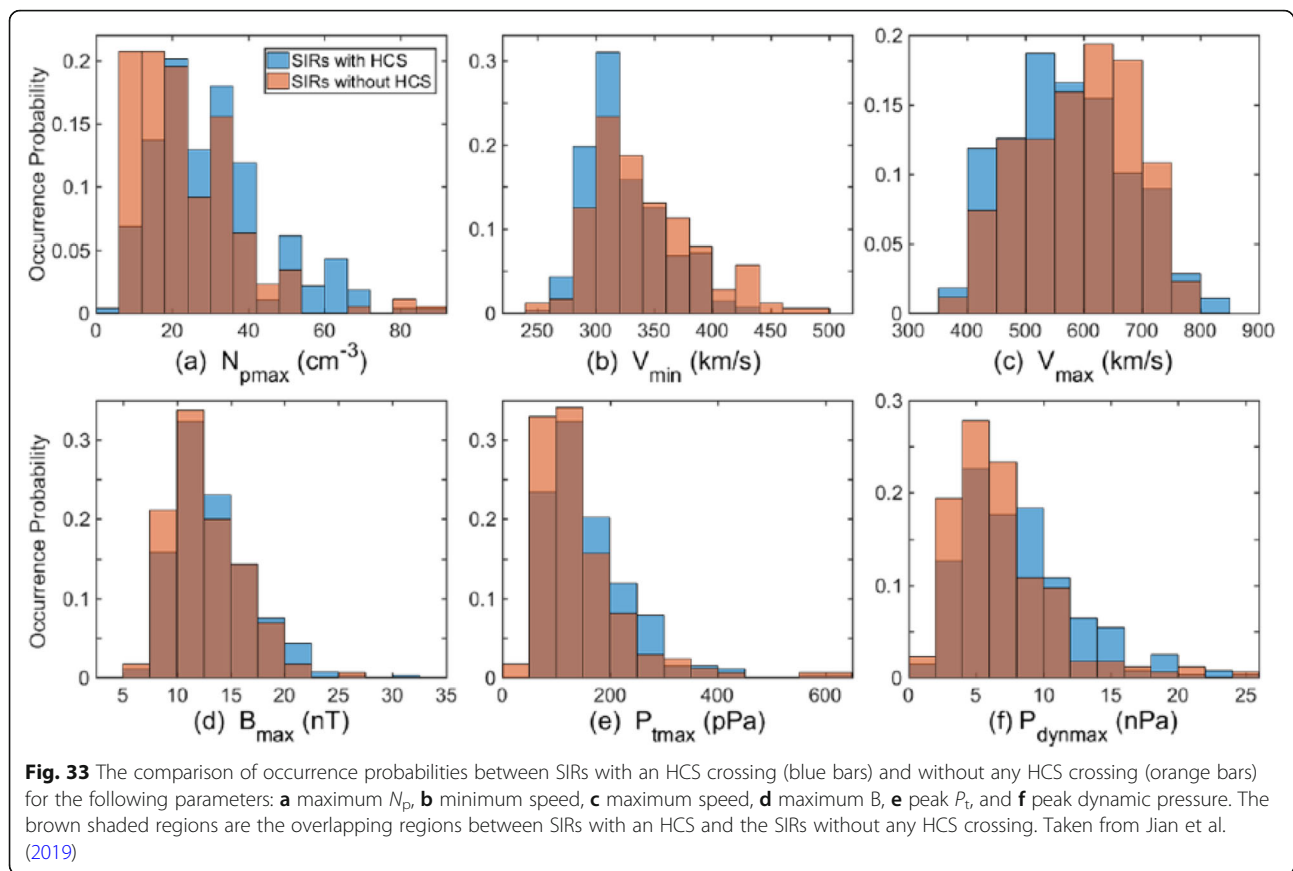 SIRs with HCS
SIRs without HCS
Occurrence Probability
0.2
0.15
0.1
0.05
0
0 20 40 60 80
(a) Npmax (cm-3)
0.3
0.2
0.1
0
250 300 350 400 450 500
(b) Vmin (km/s)
0.2
0.15
0.1
0.05
0
300 400 500 600 700 800 900
(c) Vmax (km/s)
Occurrence Probability
0.3
0.2
0.1
0
5 10 15 20 25 30 35
(d) Bmax (nT)
0.3
0.2
0.1
0
0 200 400 600
(e) Ptmax (pPa)
0.3
0.2
0.1
0
0 5 10 15 20 25
(f) Pdynmax (nPa)
Fig. 33 The comparison of occurrence probabilities between SIRs with an HCS crossing (blue bars) and without any HCS crossing (orange bars)
for the following parameters: a maximum Np, b minimum speed, c maximum speed, d maximum B, e peak Pt, and f peak dynamic pressure. The
brown shaded regions are the overlapping regions between SIRs with an HCS and the SIRs without any HCS crossing. Taken from Jian et al.
(2019)